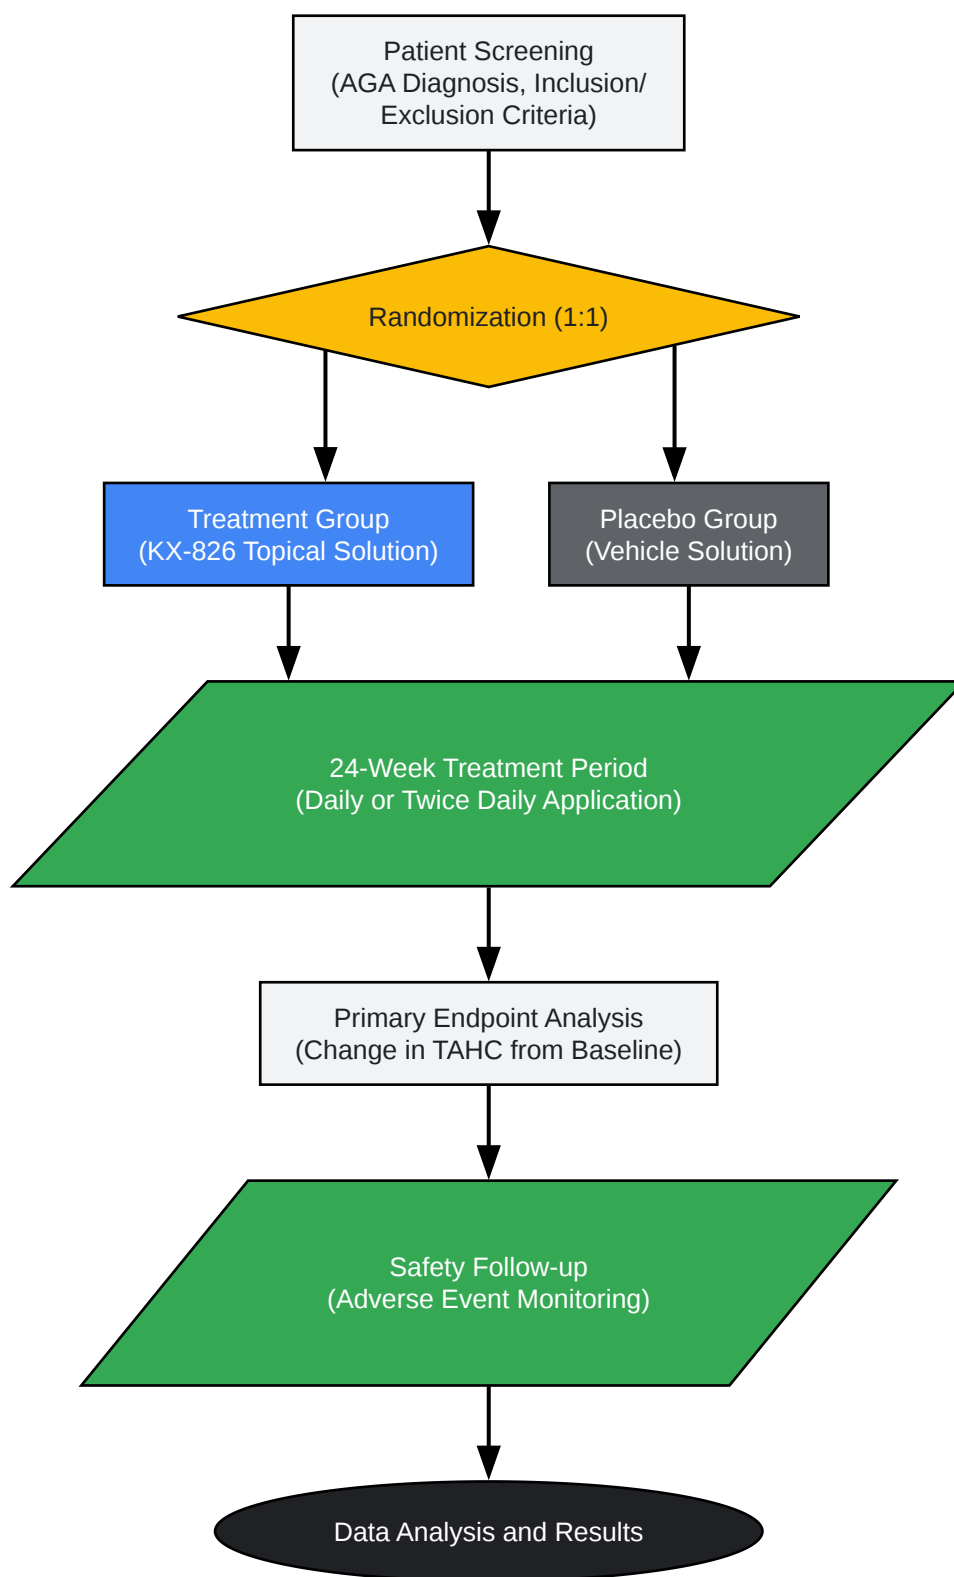 Patient Screening
(AGA Diagnosis, Inclusion/
Exclusion Criteria)
Randomization (1:1)
Treatment Group
(KX-826 Topical Solution)
Placebo Group
(Vehicle Solution)
24-Week Treatment Period
(Daily or Twice Daily Application)
Primary Endpoint Analysis
(Change in TAHC from Baseline)
Safety Follow-up
(Adverse Event Monitoring)
Data Analysis and Results